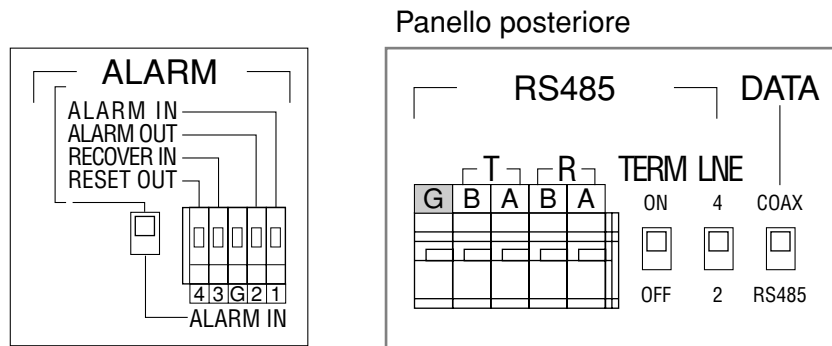 Panello posteriore
ALARM
ALARM IN
ALARM OUT
RECOVER IN
RESET OUT
4 3 G 2 1
ALARM IN
RS485 DATA
T R TERM LNE
G B A B A ON 4 COAX
OFF 2 RS485